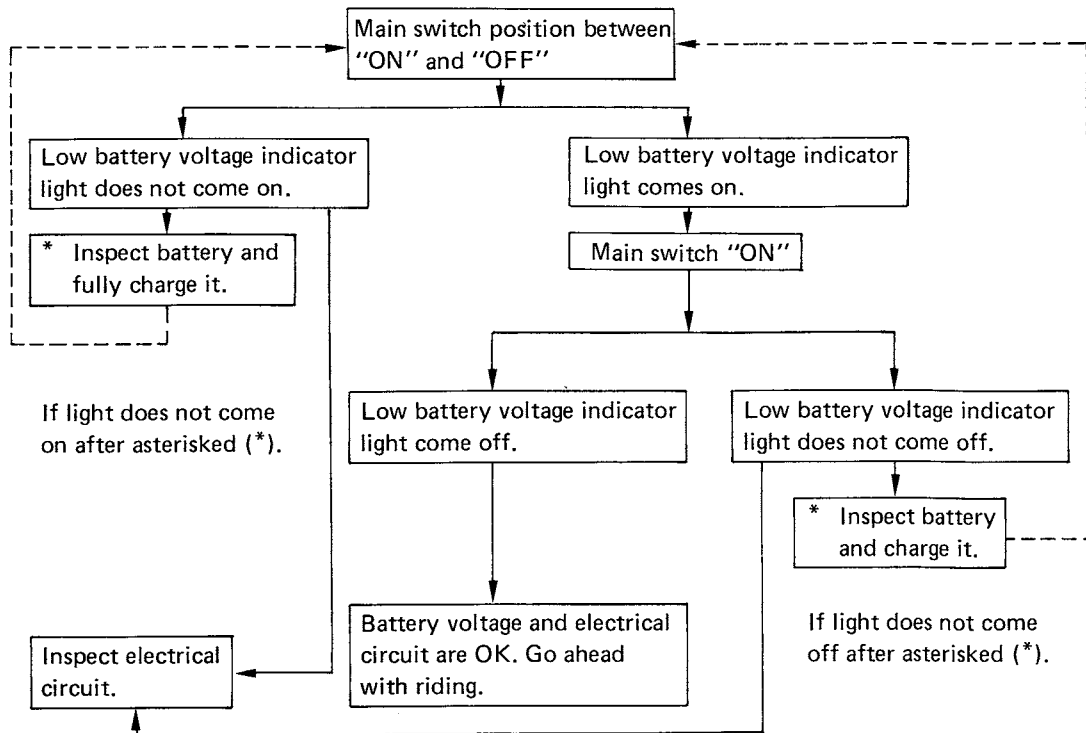 Main switch position between
"ON" and "OFF"
Low battery voltage indicator
light does not come on.
Low battery voltage indicator
light comes on.
* Inspect battery and
fully charge it.
Main switch "ON"
If light does not come
on after asterisked (*).
Low battery voltage indicator
light come off.
Low battery voltage indicator
light does not come off.
* Inspect battery
and charge it.
Inspect electrical
circuit.
Battery voltage and electrical
circuit are OK. Go ahead
with riding.
If light does not come
off after asterisked (*).